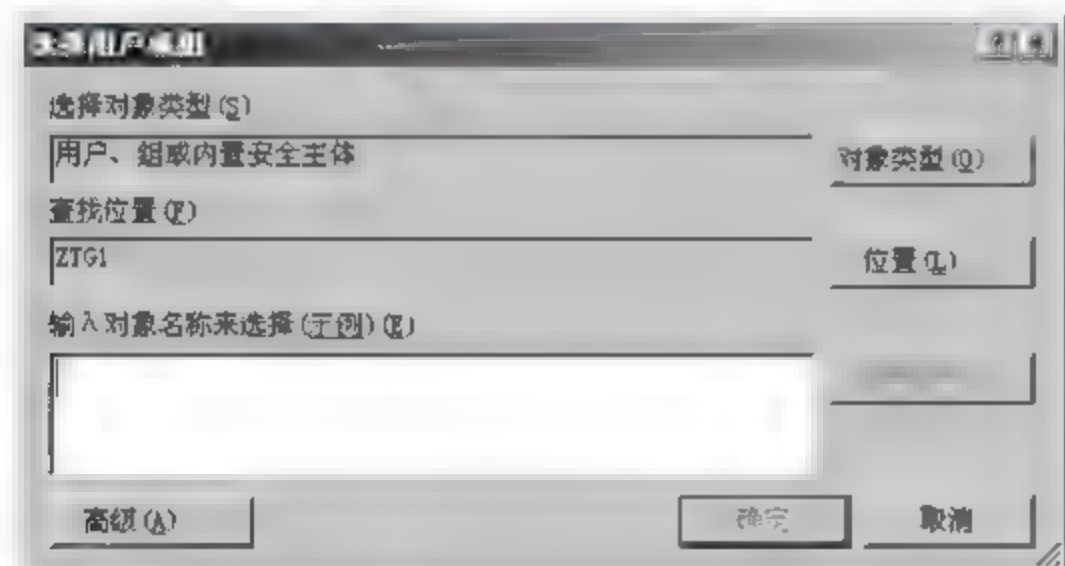 选择用户或组
选择对象类型(S)
用户、组或内置安全主体
对象类型(O)
查找位置(F)
ZTG1
位置(L)
输入对象名称来选择(示例)(E)
高级(A)
确定
取消